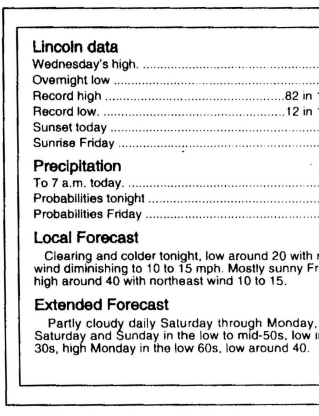 Lincoln data
Wednesday's high. ..............................
Overnight low ......................................
Record high ..........................................82 in
Record low. ...........................................12 in
Sunset today .......................................
Sunrise Friday .....................................
Precipitation
To 7 a.m. today. ...................................
Probabilities tonight .............................
Probabilities Friday ..............................
Local Forecast
Clearing and colder tonight, low around 20 with
wind diminishing to 10 to 15 mph. Mostly sunny
high around 40 with northeast wind 10 to 15.
Extended Forecast
Partly cloudy daily Saturday through Monday,
Saturday and Sunday in the low to mid-50s, low
30s, high Monday in the low 60s, low around 40.